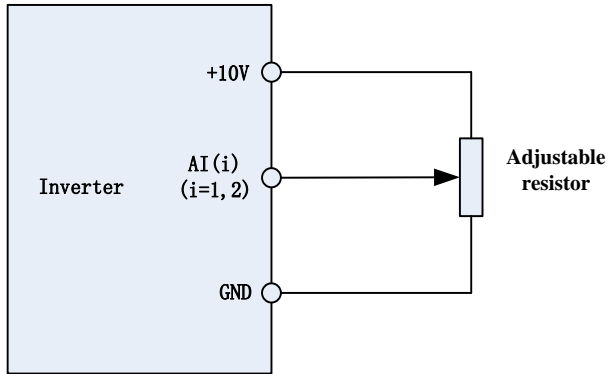 +10V
AI(i)
(i=1,2)
Inverter
GND
Adjustable
resistor